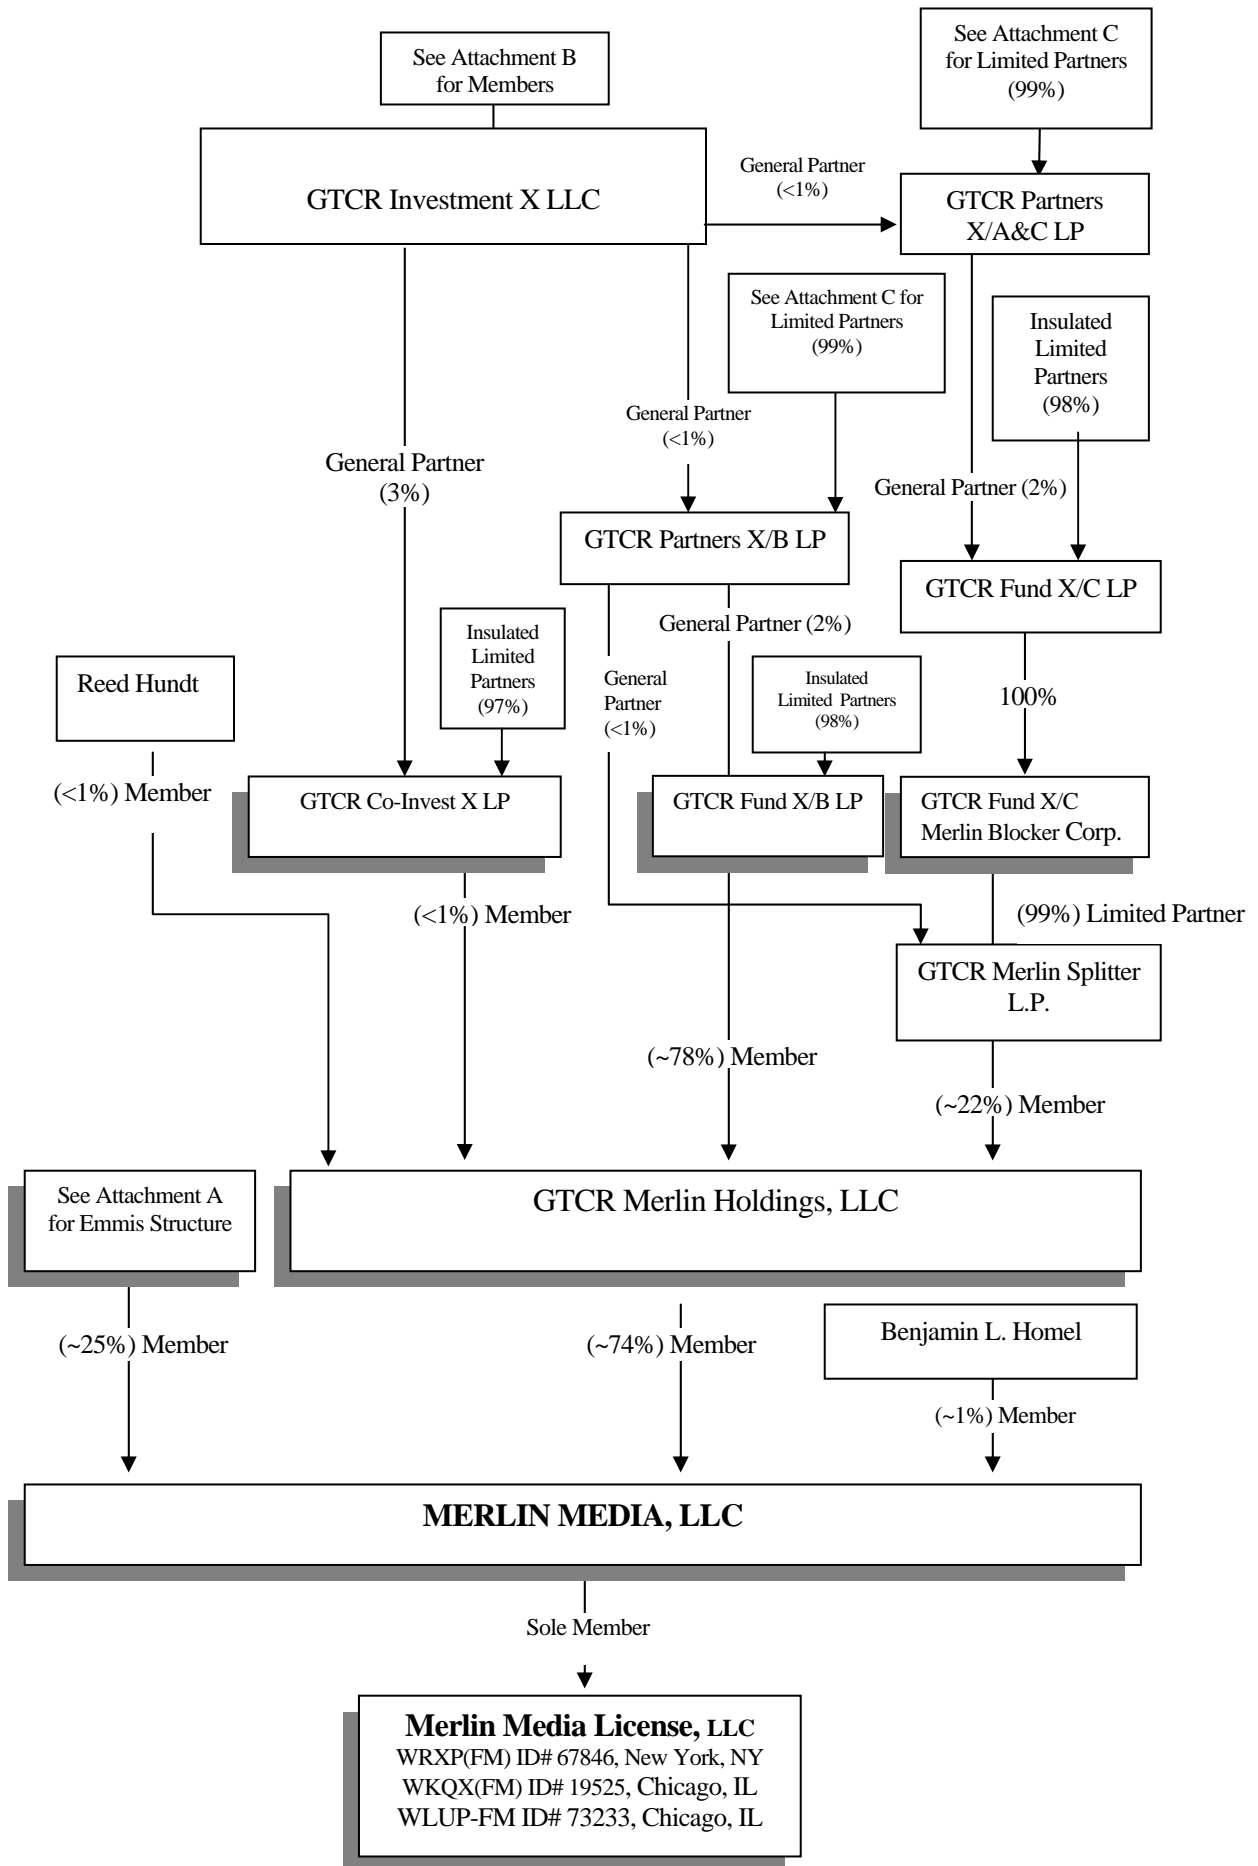 See Attachment B
for Members
See Attachment C
for Limited Partners
(99%)
GTCR Investment X LLC
General Partner
(<1%)
GTCR Partners
X/A&C LP
See Attachment C for
Limited Partners
(99%)
Insulated
Limited
Partners
(98%)
General Partner
(<1%)
General Partner
(3%)
General Partner (2%)
GTCR Partners X/B LP
GTCR Fund X/C LP
Insulated
Limited
Partners
(97%)
General Partner (2%)
Reed Hundt
General
Partner
(<1%)
Insulated
Limited Partners
(98%)
100%
(<1%) Member
GTCR Co-Invest X LP
GTCR Fund X/B LP
GTCR Fund X/C
Merlin Blocker Corp.
(<1%) Member
(99%) Limited Partner
GTCR Merlin Splitter
L.P.
(~78%) Member
(~22%) Member
See Attachment A
for Emmis Structure
GTCR Merlin Holdings, LLC
(~25%) Member
(~74%) Member
Benjamin L. Homel
(~1%) Member
MERLIN MEDIA, LLC
Sole Member
Merlin Media License, LLC
WRXP(FM) ID# 67846, New York, NY
WKQX(FM) ID# 19525, Chicago, IL
WLUP-FM ID# 73233, Chicago, IL